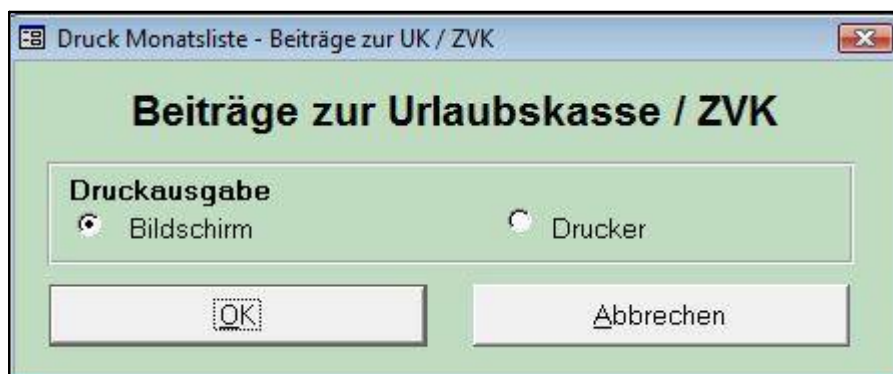 Druck Monatsliste - Beiträge zur UK / ZVK
Beiträge zur Urlaubskasse / ZVK
Druckausgabe
Bildschirm Drucker
OK Abbrechen